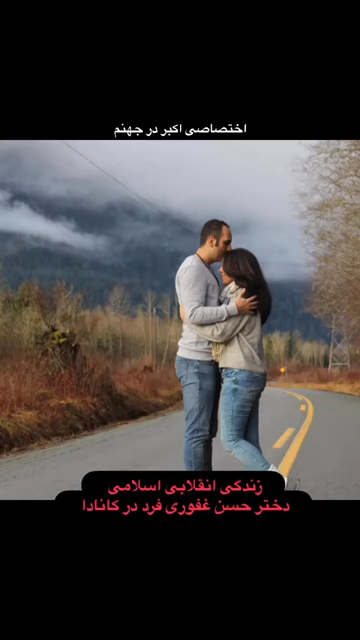 اختصاصی اکبر در جهنم
زندگی انقلابی اسلامی
دختر حسن غفوری فرد در کانادا